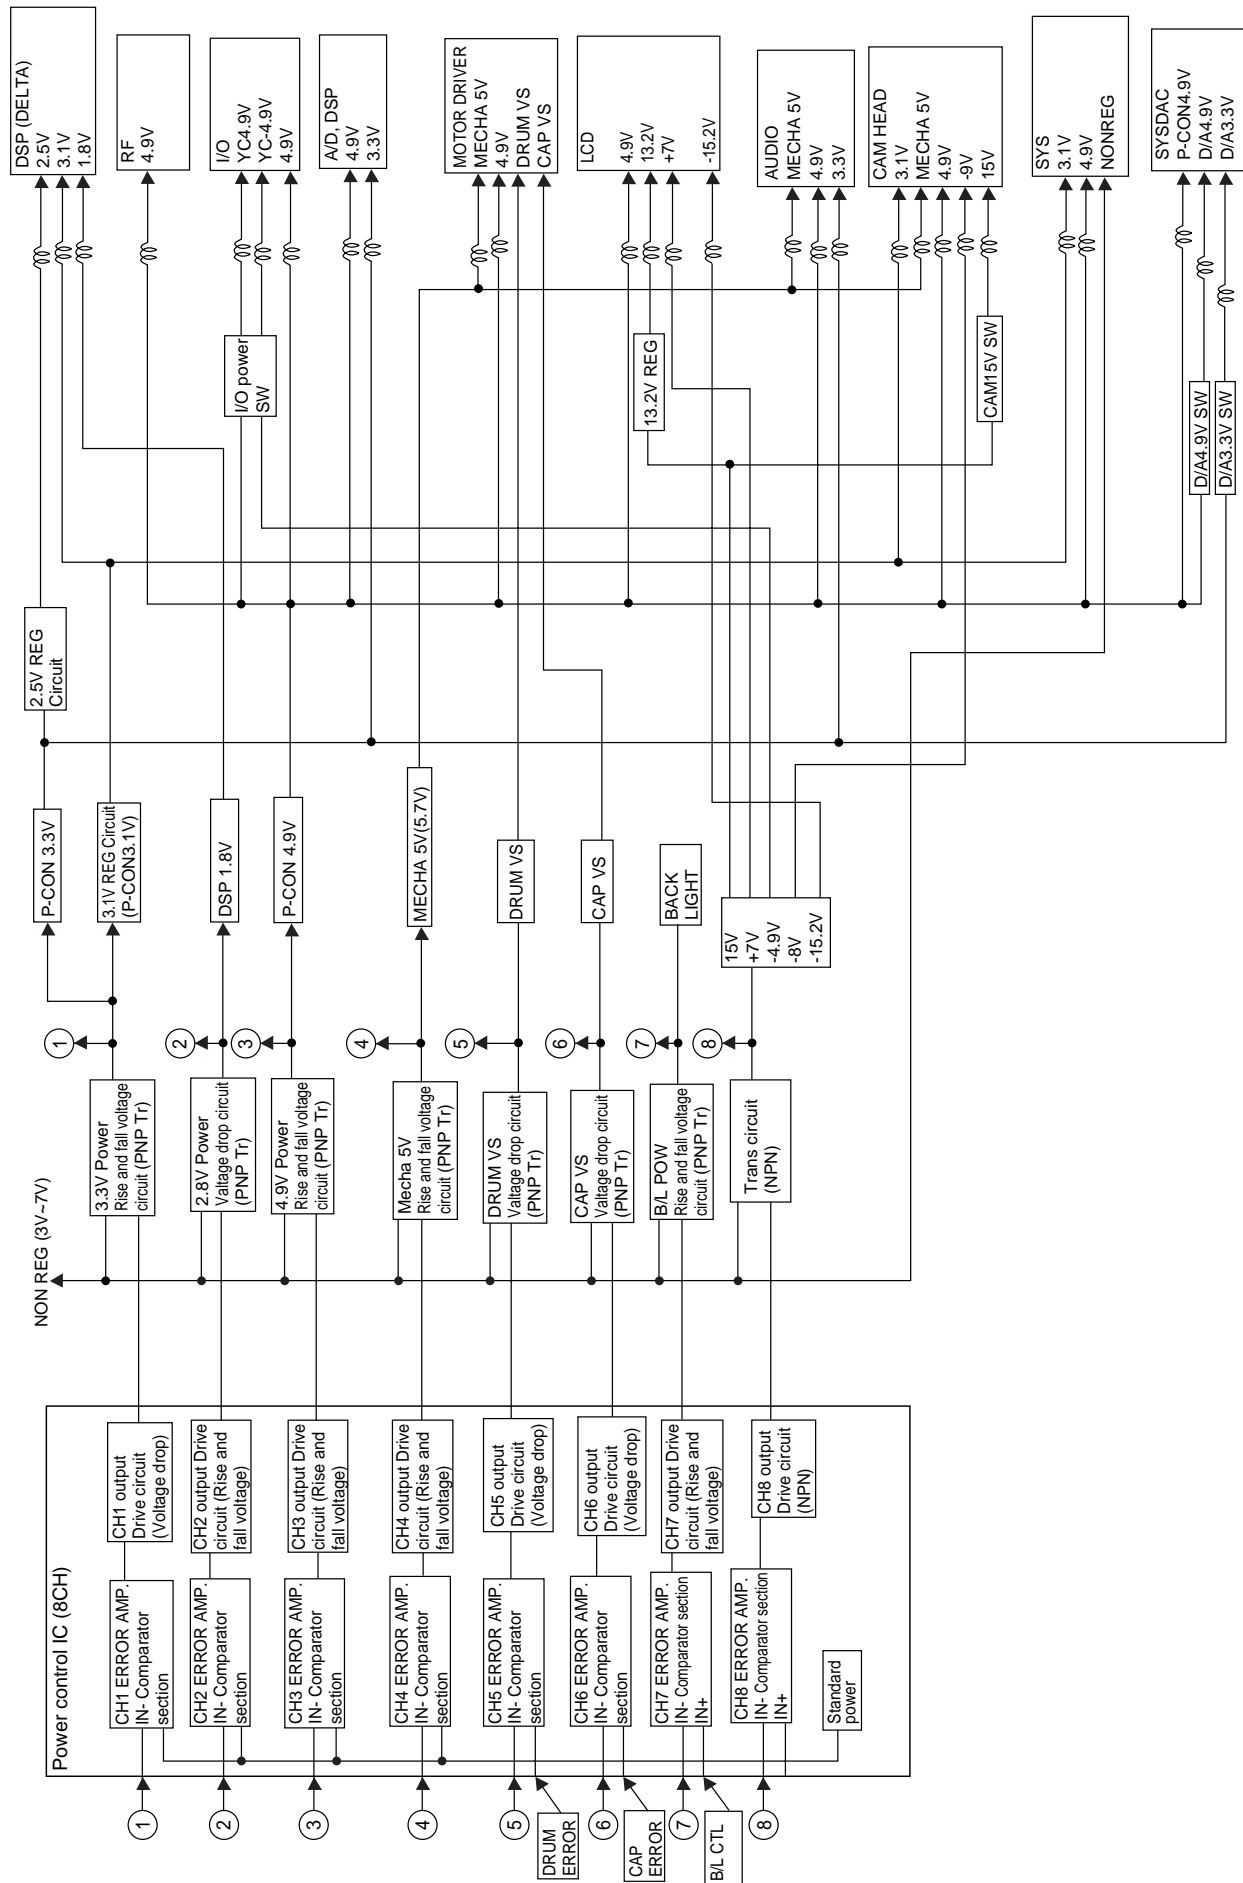 Power control IC (8CH)
1
CH1 ERROR AMP.
IN- Comparator
section
CH1 output
Drive circuit
(Voltage drop)
2
CH2 ERROR AMP.
IN- Comparator
section
CH2 output Drive
circuit (Rise and
fall voltage)
3
CH3 ERROR AMP.
IN- Comparator
section
CH3 output Drive
circuit (Rise and
fall voltage)
4
CH4 ERROR AMP.
IN- Comparator
section
CH4 output Drive
circuit (Rise and
fall voltage)
5
DRUM
ERROR
CH5 ERROR AMP.
IN- Comparator
section
CH5 output
Drive circuit
(Voltage drop)
6
CAP
ERROR
CH6 ERROR AMP.
IN- Comparator
section
CH6 output
Drive circuit
(Voltage drop)
7
B/L CTL
CH7 ERROR AMP.
IN- Comparator section
IN+
CH7 output Drive
circuit (Rise and
fall voltage)
8
CH8 ERROR AMP.
IN- Comparator section
IN+
CH8 output
Drive circuit
(NPN)
Standard
power
NON REG (3V~7V)
3.3V Power
Rise and fall voltage
circuit (PNP Tr)
1
P-CON 3.3V
3.1V REG Circuit
(P-CON3.1V)
2.5V REG
Circuit
2.8V Power
Valtage drop circuit
(PNP Tr)
2
DSP 1.8V
4.9V Power
Rise and fall voltage
circuit (PNP Tr)
3
P-CON 4.9V
Mecha 5V
Rise and fall voltage
circuit (PNP Tr)
4
MECHA 5V(5.7V)
DRUM VS
Valtage drop circuit
(PNP Tr)
5
DRUM VS
CAP VS
Valtage drop circuit
(PNP Tr)
6
CAP VS
B/L POW
Rise and fall voltage
circuit (PNP Tr)
7
BACK
LIGHT
Trans circuit
(NPN)
8
15V
+7V
-4.9V
-8V
-15.2V
I/O power
SW
13.2V REG
CAM15V SW
D/A4.9V SW
D/A3.3V SW
DSP (DELTA)
2.5V
3.1V
1.8V
RF
4.9V
I/O
YC4.9V
YC-4.9V
4.9V
A/D, DSP
4.9V
3.3V
MOTOR DRIVER
MECHA 5V
4.9V
DRUM VS
CAP VS
LCD
4.9V
13.2V
+7V
-15.2V
AUDIO
MECHA 5V
4.9V
3.3V
CAM HEAD
3.1V
MECHA 5V
4.9V
-9V
15V
SYS
3.1V
4.9V
NONREG
SYSDAC
P-CON4.9V
D/A4.9V
D/A3.3V